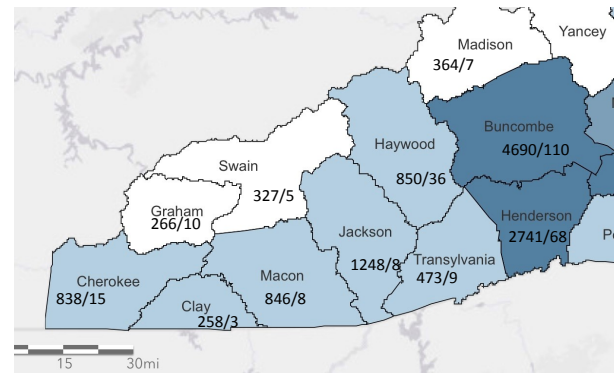 Yancey
Madison
364/7
Buncombe
4690/110
Haywood
850/36
Swain
327/5
Graham
266/10
Henderson
2741/68
Jackson
1248/8
Transylvania
473/9
Cherokee
838/15
Macon
846/8
Clay
258/3
15 30mi